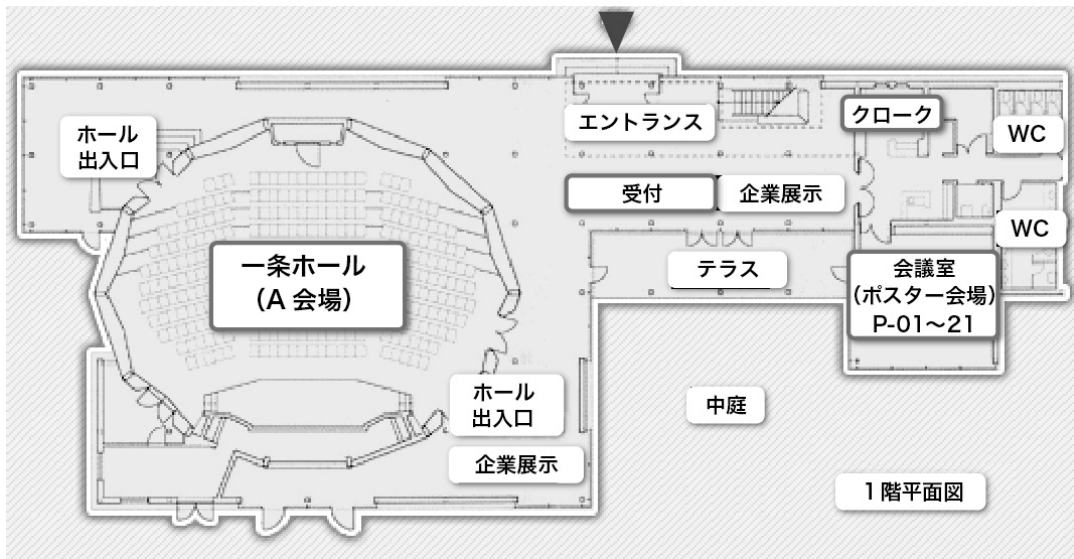 エントランス
クローク
ホール
出入口
WC
受付
企業展示
WC
一条ホール
（A 会場）
テラス
会議室
（ポスター会場）
P-01〜21
ホール
出入口
中庭
企業展示
1階平面図